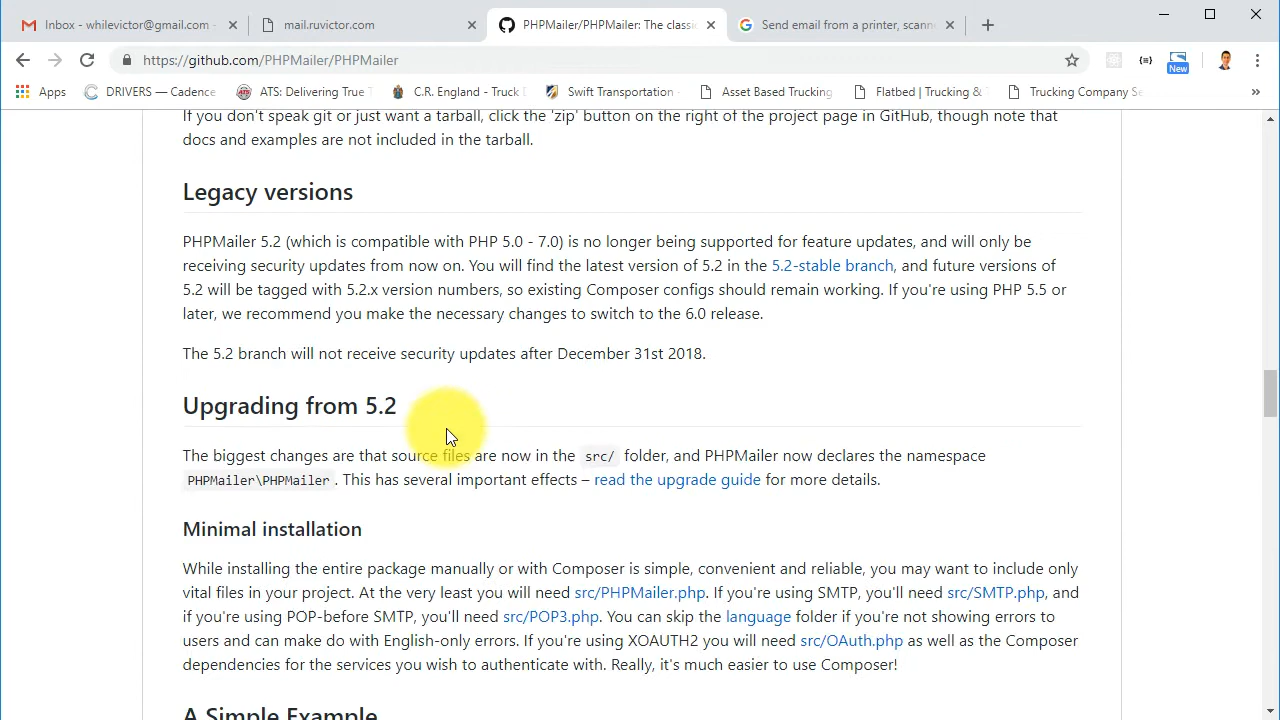 Inbox - whilevictor@gmail.com -
mail.ruvictor.com
PHPMailer/PHPMailer: The classi
Send email from a printer, scann
https://github.com/PHPMailer/PHPMailer
New
Apps
DRIVERS — Cadence
ATS: Delivering True T
C.R. England - Truck D
Swift Transportation -
Asset Based Trucking
Flatbed | Trucking &
Trucking Company Se
»
If you don't speak git or just want a tarball, click the 'zip' button on the right of the project page in GitHub, though note that
docs and examples are not included in the tarball.
Legacy versions
PHPMailer 5.2 (which is compatible with PHP 5.0 - 7.0) is no longer being supported for feature updates, and will only be
receiving security updates from now on. You will find the latest version of 5.2 in the 5.2-stable branch, and future versions of
5.2 will be tagged with 5.2.x version numbers, so existing Composer configs should remain working. If you're using PHP 5.5 or
later, we recommend you make the necessary changes to switch to the 6.0 release.
The 5.2 branch will not receive security updates after December 31st 2018.
Upgrading from 5.2
The biggest changes are that source files are now in the src/ folder, and PHPMailer now declares the namespace
PHPMailer\PHPMailer. This has several important effects – read the upgrade guide for more details.
Minimal installation
While installing the entire package manually or with Composer is simple, convenient and reliable, you may want to include only
vital files in your project. At the very least you will need src/PHPMailer.php. If you're using SMTP, you'll need src/SMTP.php, and
if you're using POP-before SMTP, you'll need src/POP3.php. You can skip the language folder if you're not showing errors to
users and can make do with English-only errors. If you're using XOAUTH2 you will need src/OAuth.php as well as the Composer
dependencies for the services you wish to authenticate with. Really, it's much easier to use Composer!
A Simple Example